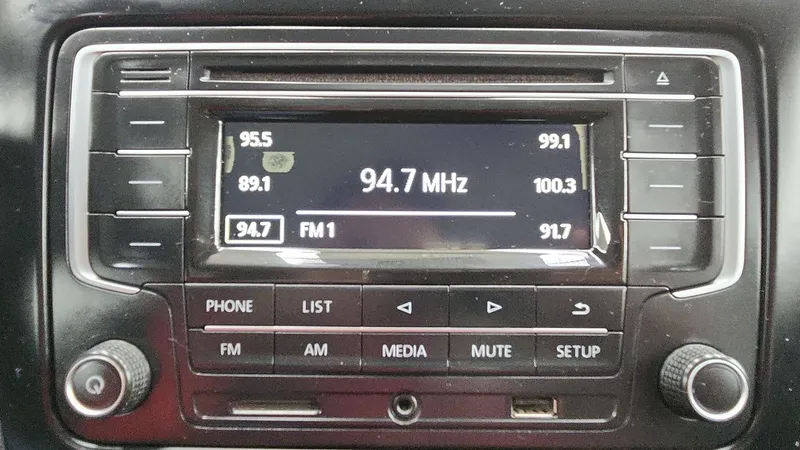 95.5 99.1
89.1 94.7 MHz 100.3
94.7 FM 1 91.7
PHONE LIST
FM AM MEDIA MUTE SETUP